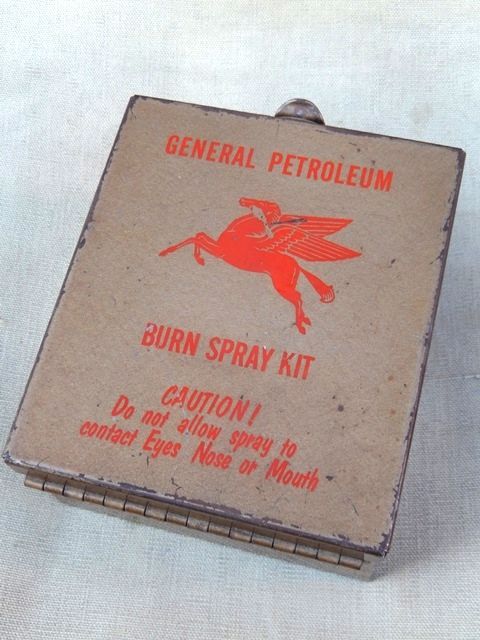 GENERAL PETROLEUM
BURN SPRAY KIT
CAUTION!
Do not allow spray to
contact Eyes Nose or Mouth